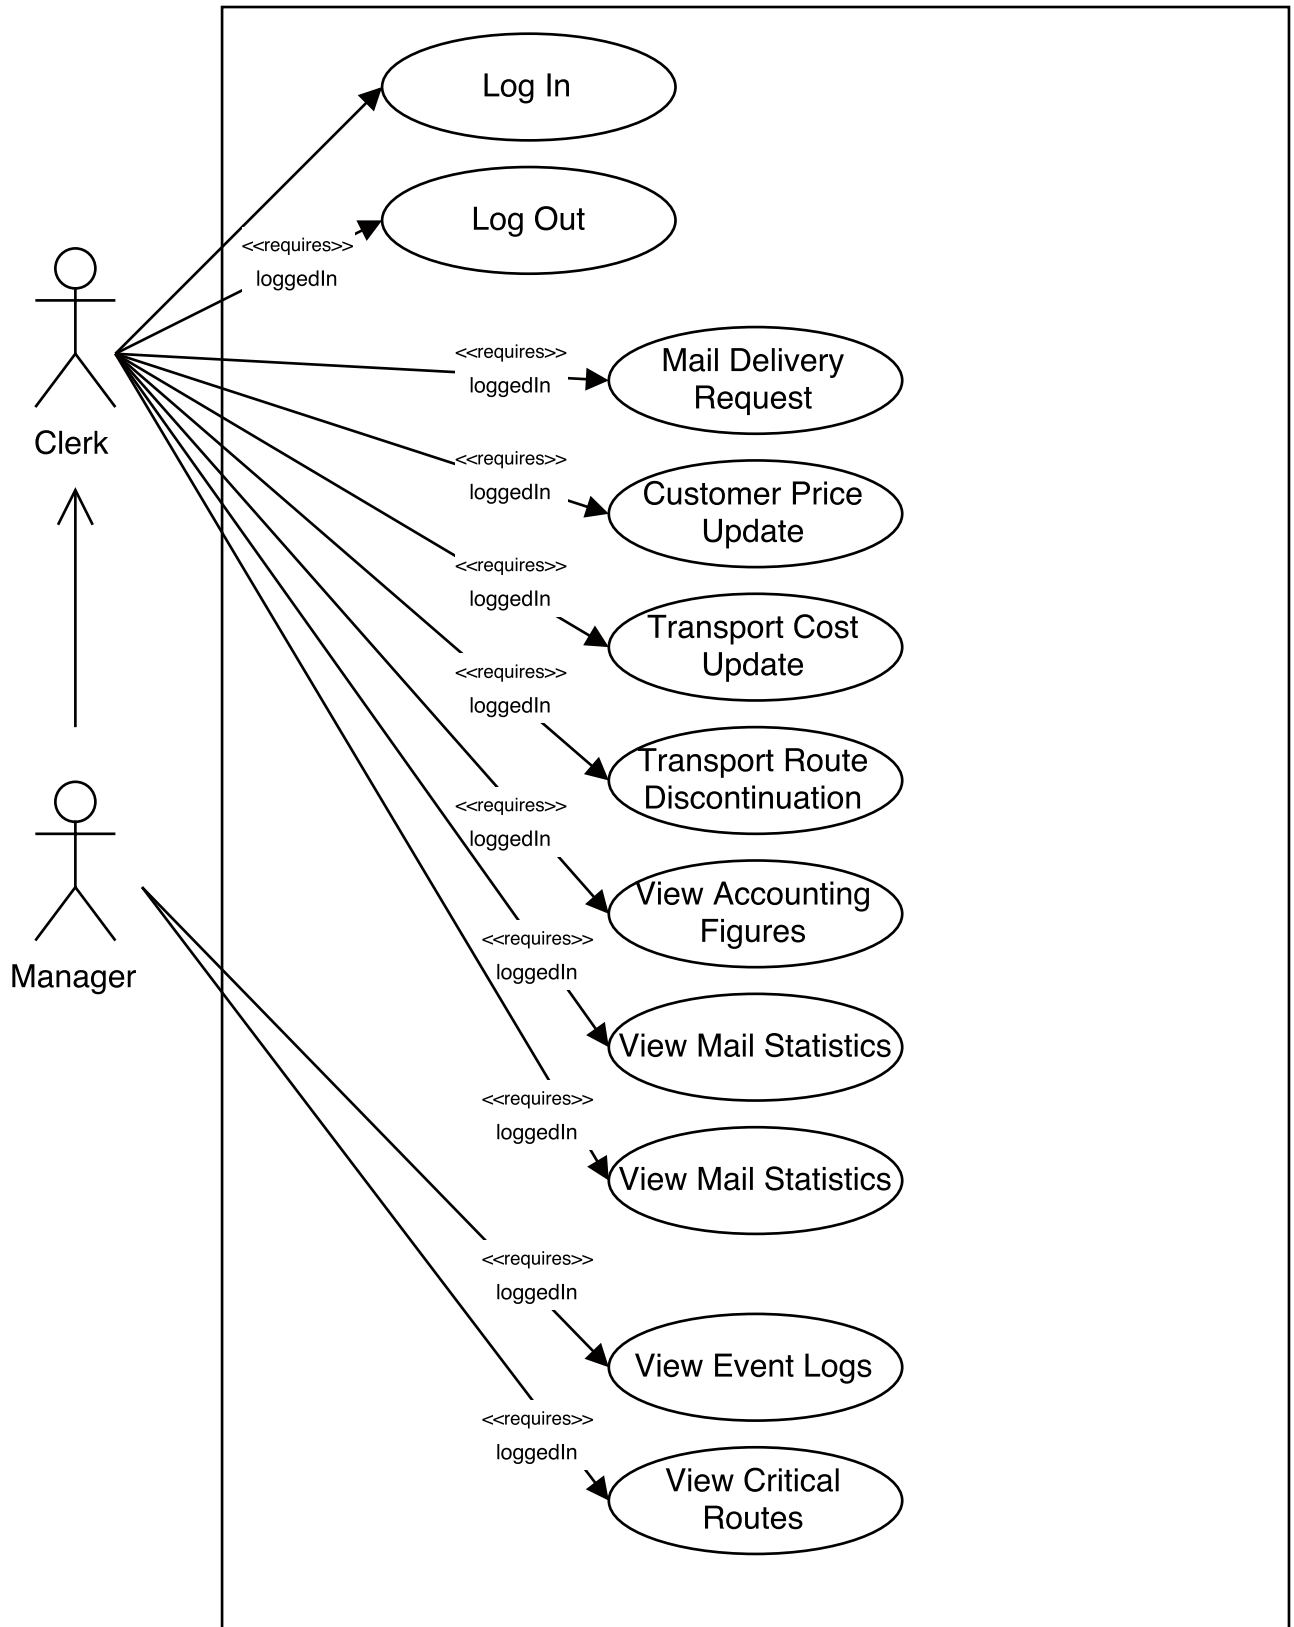 Log In
Log Out
<<requires>>
loggedIn
<<requires>>
loggedIn
Mail Delivery
Request
Clerk
<<requires>>
loggedIn
Customer Price
Update
<<requires>>
loggedIn
Transport Cost
Update
<<requires>>
loggedIn
Transport Route
Discontinuation
<<requires>>
loggedIn
View Accounting
Figures
Manager
<<requires>>
loggedIn
View Mail Statistics
<<requires>>
loggedIn
View Mail Statistics
<<requires>>
loggedIn
View Event Logs
<<requires>>
loggedIn
View Critical
Routes